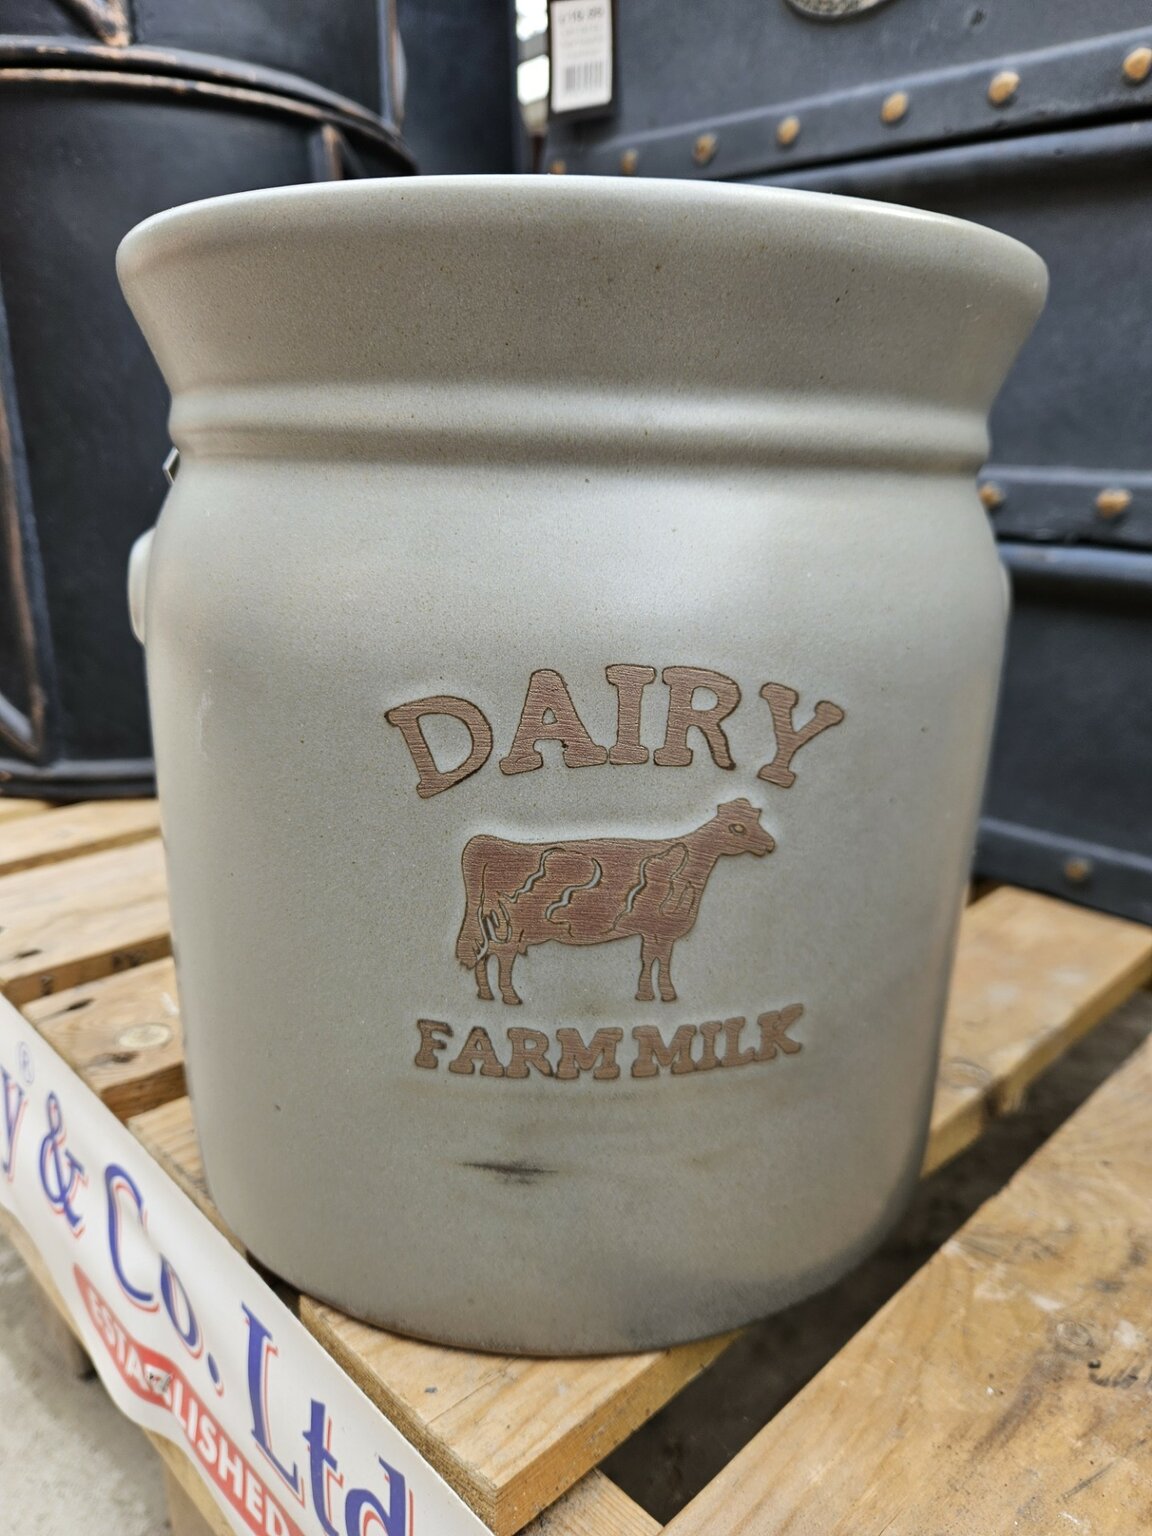 DAIRY
FARM MILK
y® & Co. Ltd
ESTABLISHED